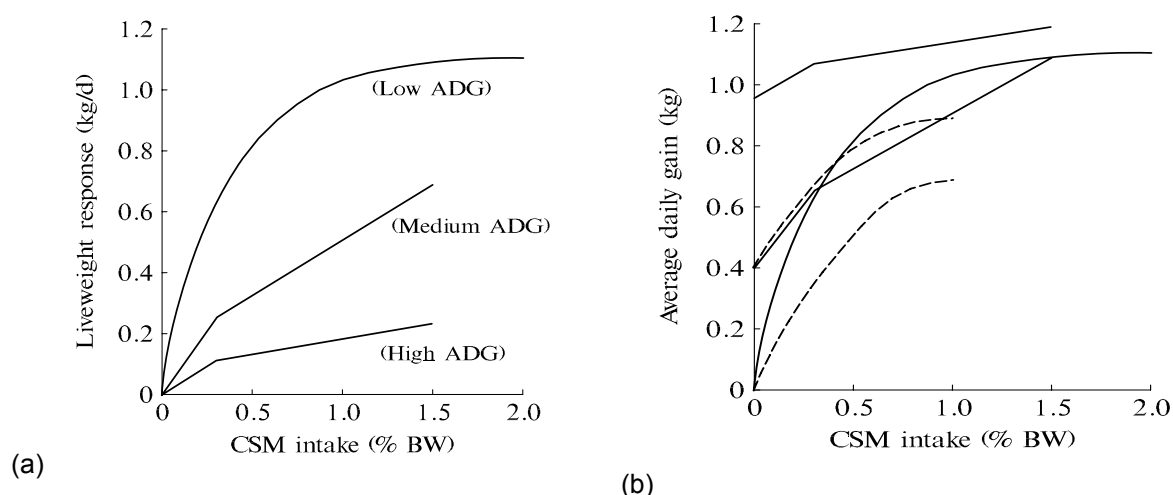 1.2
1.0
0.8
0.6
0.4
0.2
0
Liveweight response (kg/d)
(Low ADG)
(Medium ADG)
(High ADG)
0 0.5 1.0 1.5 2.0
CSM intake (% BW)
(a)
1.2
1.0
0.8
0.6
0.4
0.2
0
Average daily gain (kg)
0 0.5 1.0 1.5 2.0
CSM intake (% BW)
(b)